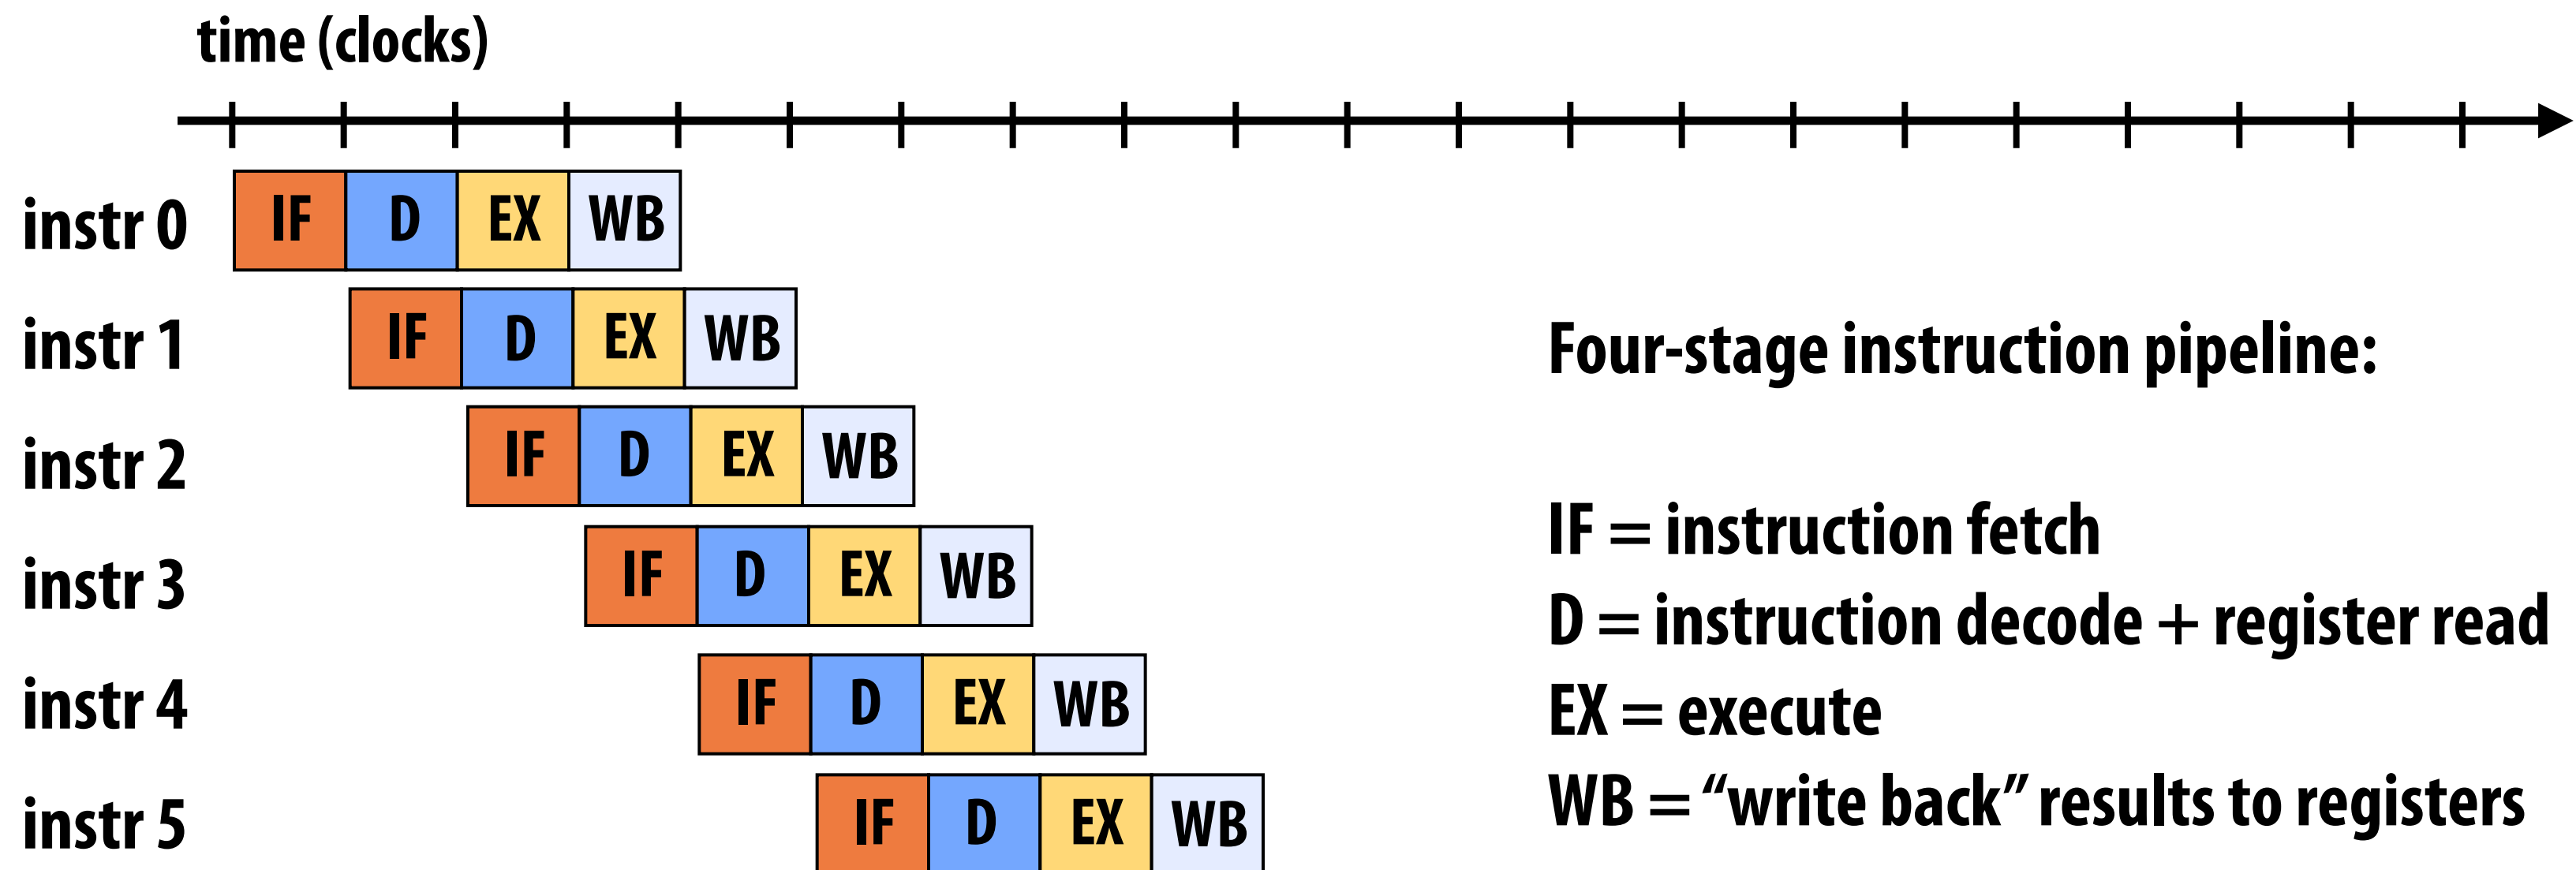 time (clocks)
instr 0 IF D EX WB
instr 1 IF D EX WB
instr 2 IF D EX WB
instr 3 IF D EX WB
instr 4 IF D EX WB
instr 5 IF D EX WB
Four-stage instruction pipeline:
IF = instruction fetch
D = instruction decode + register read
EX = execute
WB = “write back” results to registers